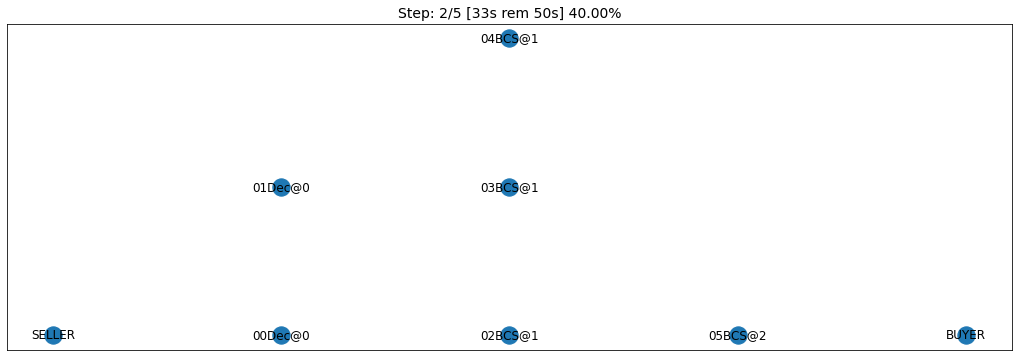 Step: 2/5 [33s rem 50s] 40.00%
04BCS@1
01Dec@0
03BCS@1
SELLER
00Dec@0
02BCS@1
05BCS@2
BUYER